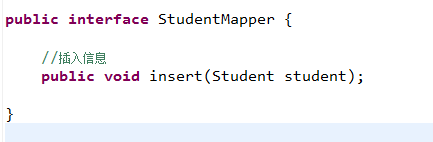 public interface StudentMapper {
//插入信息
public void insert(Student student);
}